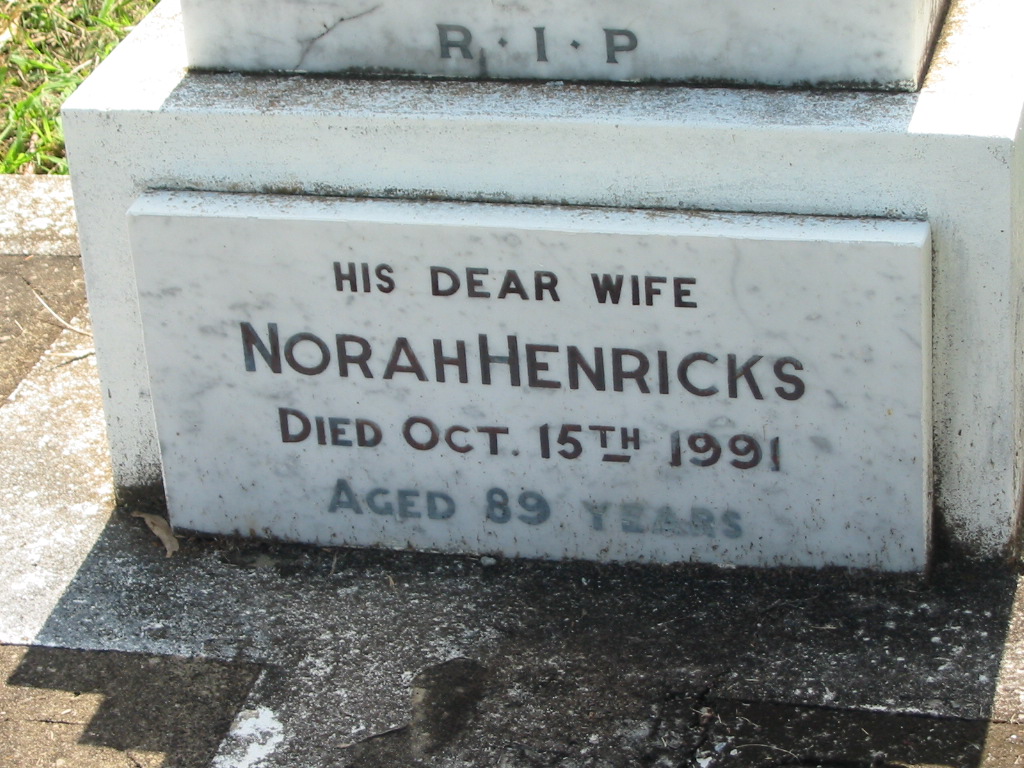 R·I·P
HIS DEAR WIFE
NORAH HENRICKS
DIED OCT. 15TH 1991
AGED 89 YEARS